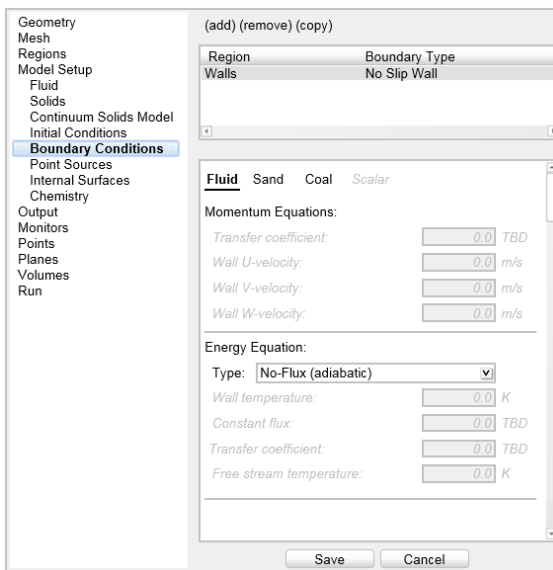 Geometry
Mesh
Regions
Model Setup
Fluid
Solids
Continuum Solids Model
Initial Conditions
Boundary Conditions
Point Sources
Internal Surfaces
Chemistry
Output
Monitors
Points
Planes
Volumes
Run
(add) (remove) (copy)
Region Boundary Type
Walls No Slip Wall
Fluid Sand Coal Scalar
Momentum Equations:
Transfer coefficient: 0.0 TBD
Wall U-velocity: 0.0 m/s
Wall V-velocity: 0.0 m/s
Wall W-velocity: 0.0 m/s
Energy Equation:
Type: No-Flux (adiabatic)
Wall temperature: 0.0 K
Constant flux: 0.0 TBD
Transfer coefficient: 0.0 TBD
Free stream temperature: 0.0 K
Save Cancel